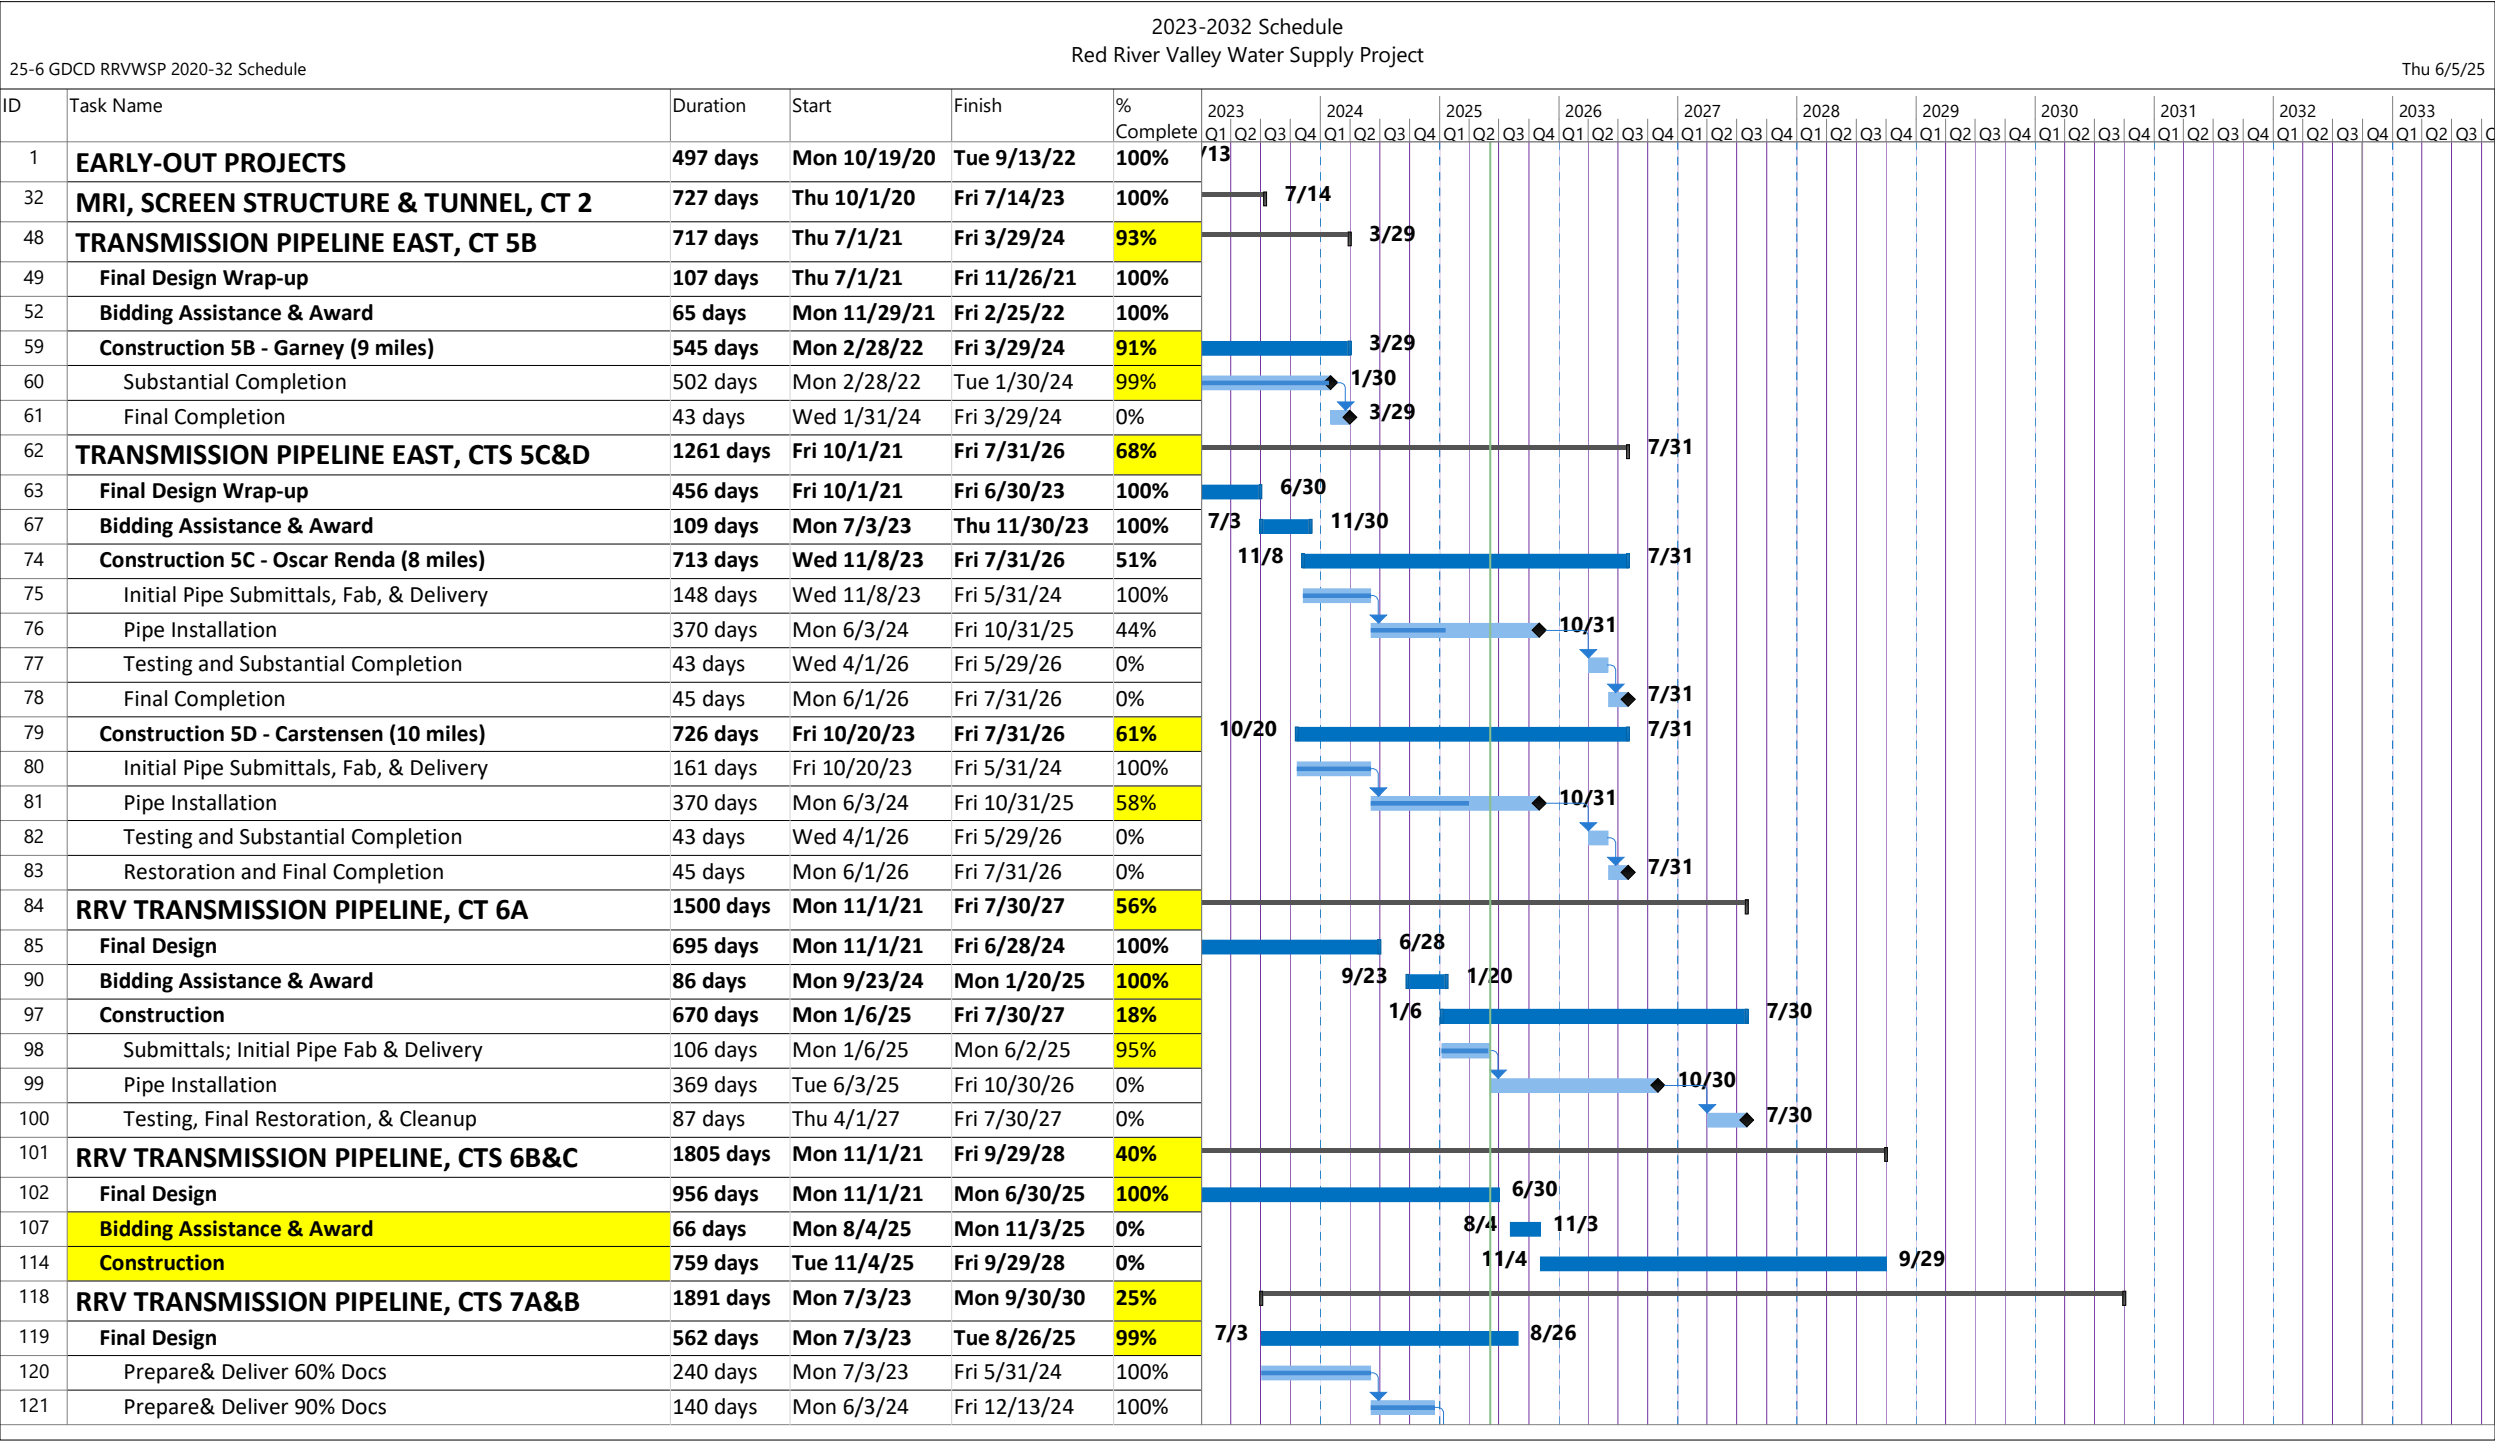 2023-2032 Schedule
Red River Valley Water Supply Project
25-6 GDCD RRVWSP 2020-32 Schedule
Thu 6/5/25
ID Task Name Duration Start Finish % Complete 2023 2024 2025 2026 2027 2028 2029 2030 2031 2032 2033
Q1 Q2 Q3 Q4 Q1 Q2 Q3 Q4 Q1 Q2 Q3 Q4 Q1 Q2 Q3 Q4 Q1 Q2 Q3 Q4 Q1 Q2 Q3 Q4 Q1 Q2 Q3 Q4 Q1 Q2 Q3 Q4 Q1 Q2 Q3 Q4 Q1 Q2 Q3 Q4 Q1 Q2 Q3
1 EARLY-OUT PROJECTS 497 days Mon 10/19/20 Tue 9/13/22 100% /13
32 MRI, SCREEN STRUCTURE & TUNNEL, CT 2 727 days Thu 10/1/20 Fri 7/14/23 100% 7/14
48 TRANSMISSION PIPELINE EAST, CT 5B 717 days Thu 7/1/21 Fri 3/29/24 93% 3/29
49 Final Design Wrap-up 107 days Thu 7/1/21 Fri 11/26/21 100%
52 Bidding Assistance & Award 65 days Mon 11/29/21 Fri 2/25/22 100%
59 Construction 5B - Garney (9 miles) 545 days Mon 2/28/22 Fri 3/29/24 91% 3/29
60 Substantial Completion 502 days Mon 2/28/22 Tue 1/30/24 99% 1/30
61 Final Completion 43 days Wed 1/31/24 Fri 3/29/24 0% 3/29
62 TRANSMISSION PIPELINE EAST, CTS 5C&D 1261 days Fri 10/1/21 Fri 7/31/26 68% 7/31
63 Final Design Wrap-up 456 days Fri 10/1/21 Fri 6/30/23 100% 6/30
67 Bidding Assistance & Award 109 days Mon 7/3/23 Thu 11/30/23 100% 7/3 11/30
74 Construction 5C - Oscar Renda (8 miles) 713 days Wed 11/8/23 Fri 7/31/26 51% 11/8 7/31
75 Initial Pipe Submittals, Fab, & Delivery 148 days Wed 11/8/23 Fri 5/31/24 100%
76 Pipe Installation 370 days Mon 6/3/24 Fri 10/31/25 44% 10/31
77 Testing and Substantial Completion 43 days Wed 4/1/26 Fri 5/29/26 0%
78 Final Completion 45 days Mon 6/1/26 Fri 7/31/26 0% 7/31
79 Construction 5D - Carstensen (10 miles) 726 days Fri 10/20/23 Fri 7/31/26 61% 10/20 7/31
80 Initial Pipe Submittals, Fab, & Delivery 161 days Fri 10/20/23 Fri 5/31/24 100%
81 Pipe Installation 370 days Mon 6/3/24 Fri 10/31/25 58% 10/31
82 Testing and Substantial Completion 43 days Wed 4/1/26 Fri 5/29/26 0%
83 Restoration and Final Completion 45 days Mon 6/1/26 Fri 7/31/26 0% 7/31
84 RRV TRANSMISSION PIPELINE, CT 6A 1500 days Mon 11/1/21 Fri 7/30/27 56%
85 Final Design 695 days Mon 11/1/21 Fri 6/28/24 100% 6/28
90 Bidding Assistance & Award 86 days Mon 9/23/24 Mon 1/20/25 100% 9/23 1/20
97 Construction 670 days Mon 1/6/25 Fri 7/30/27 18% 1/6 7/30
98 Submittals; Initial Pipe Fab & Delivery 106 days Mon 1/6/25 Mon 6/2/25 95%
99 Pipe Installation 369 days Tue 6/3/25 Fri 10/30/26 0% 10/30
100 Testing, Final Restoration, & Cleanup 87 days Thu 4/1/27 Fri 7/30/27 0% 7/30
101 RRV TRANSMISSION PIPELINE, CTS 6B&C 1805 days Mon 11/1/21 Fri 9/29/28 40%
102 Final Design 956 days Mon 11/1/21 Mon 6/30/25 100% 6/30
107 Bidding Assistance & Award 66 days Mon 8/4/25 Mon 11/3/25 0% 8/4 11/3
114 Construction 759 days Tue 11/4/25 Fri 9/29/28 0% 11/4 9/29
118 RRV TRANSMISSION PIPELINE, CTS 7A&B 1891 days Mon 7/3/23 Mon 9/30/30 25%
119 Final Design 562 days Mon 7/3/23 Tue 8/26/25 99% 7/3 8/26
120 Prepare& Deliver 60% Docs 240 days Mon 7/3/23 Fri 5/31/24 100%
121 Prepare& Deliver 90% Docs 140 days Mon 6/3/24 Fri 12/13/24 100%